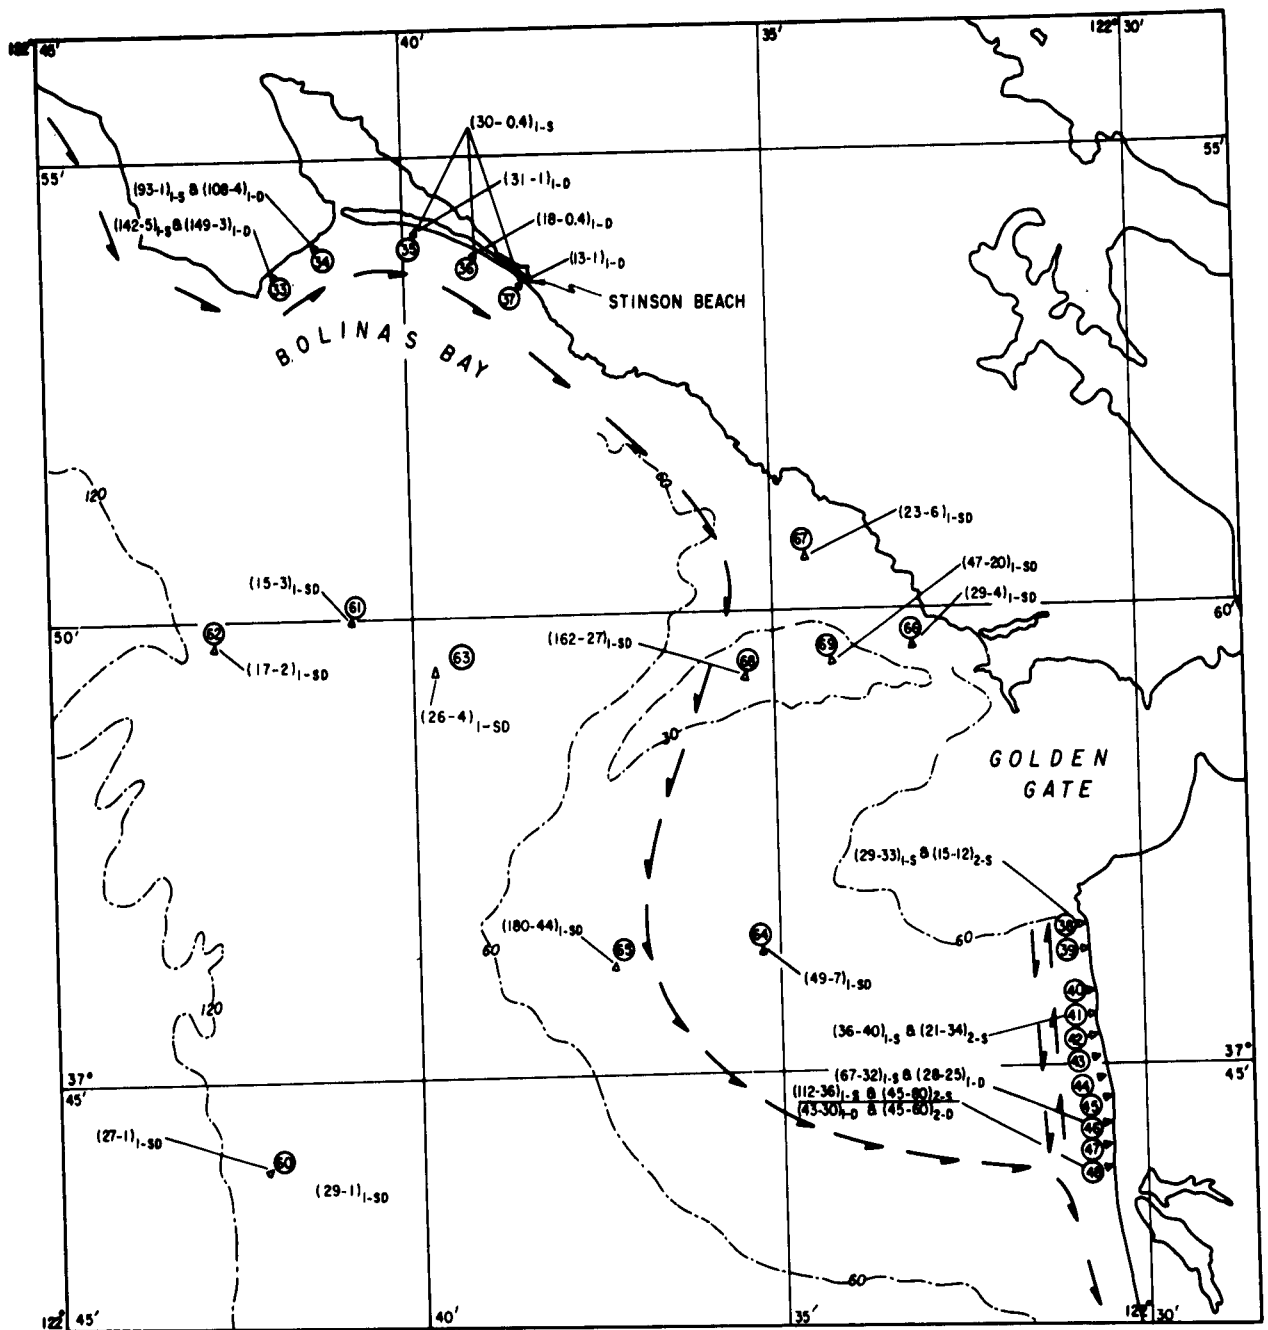 122° 45'
40'
35'
122° 30'
(30-0.4)1-S
55'
55'
(31-1)1-D
(93-1)1-S & (108-4)1-D
(18-0.4)1-D
(142-5)1-S & (149-3)1-D
(13-1)1-D
34
35
36
33
37
STINSON BEACH
BOLINAS BAY
120
60
(23-6)1-SD
67
(47-20)1-SD
(15-3)1-SD
61
(29-4)1-SD
60'
50'
62
(162-27)1-SD
66
69
63
68
(17-2)1-SD
(26-4)1-SD
30
GOLDEN
GATE
(29-33)1-S & (15-12)2-S
(180-44)1-SD
65
64
38
60
60
39
(49-7)1-SD
40
120
41
(36-40)1-S & (21-34)2-S
42
37°
45'
43
37°
45'
(67-32)1-S & (28-25)1-D
44
(112-36)1-S & (45-80)2-S
45
(43-30)1-D & (45-60)2-D
46
(27-1)1-SD
47
60
48
(29-1)1-SD
60
122° 45'
40'
35'
122° 30'